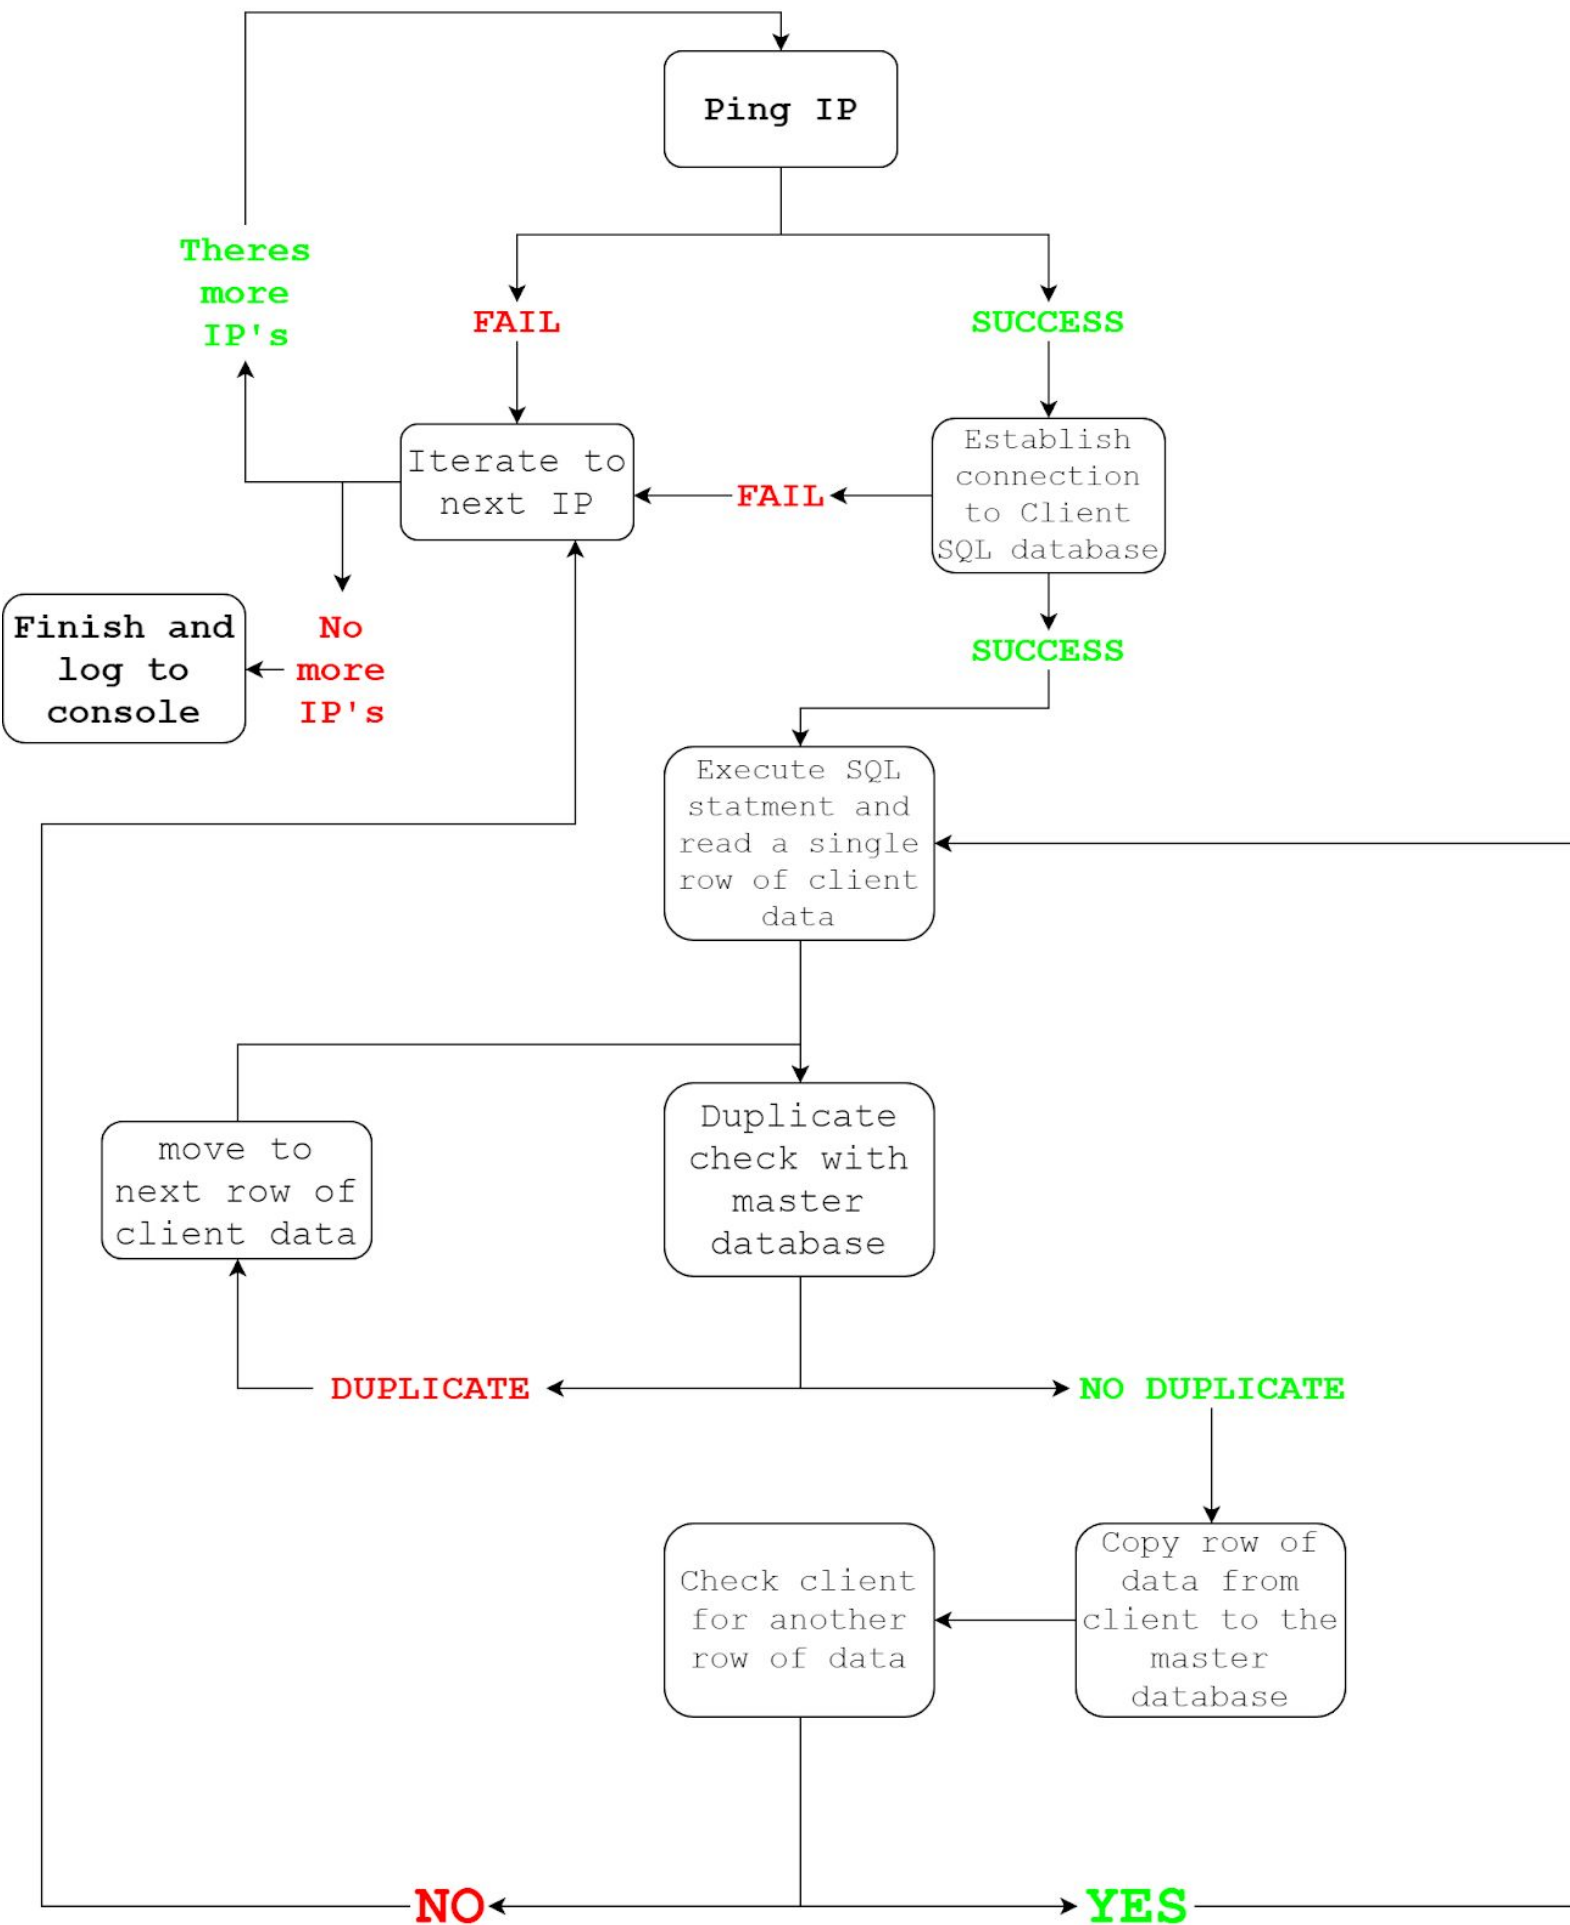 Ping IP
Theres
more
IP's
FAIL
SUCCESS
Iterate to
next IP
FAIL
Establish
connection
to Client
SQL database
Finish and
log to
console
No
more
IP's
SUCCESS
Execute SQL
statment and
read a single
row of client
data
move to
next row of
client data
Duplicate
check with
master
database
DUPLICATE
NO DUPLICATE
Check client
for another
row of data
Copy row of
data from
client to the
master
database
NO
YES